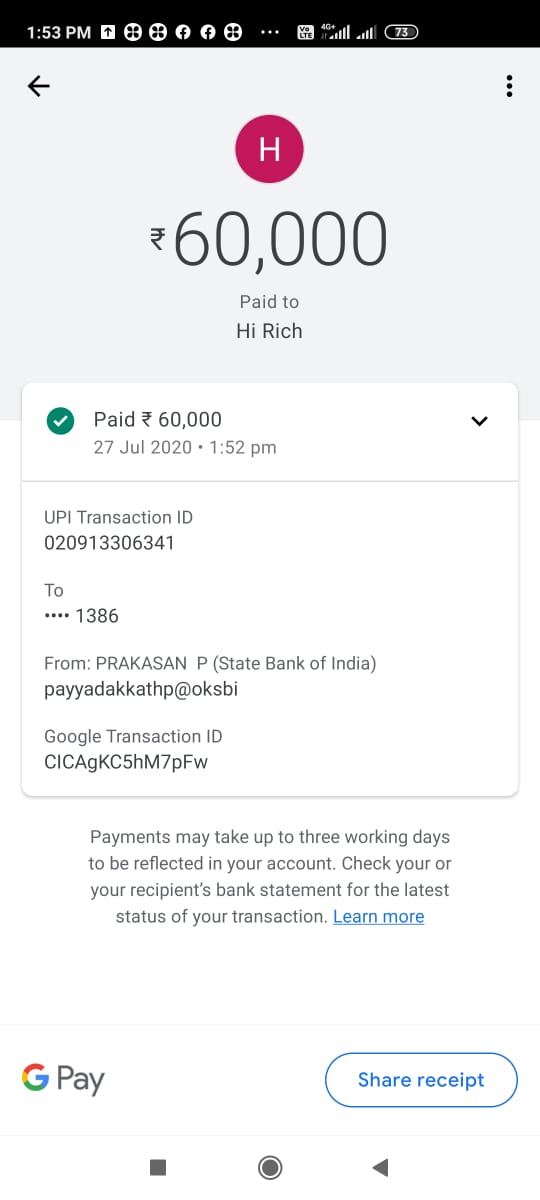 1:53 PM
Vo LTE 4G+ 73
H
₹60,000
Paid to
Hi Rich
Paid ₹ 60,000
27 Jul 2020 • 1:52 pm
UPI Transaction ID
020913306341
To
•••• 1386
From: PRAKASAN  P (State Bank of India)
payyadakkathp@oksbi
Google Transaction ID
CICAgKC5hM7pFw
Payments may take up to three working days
to be reflected in your account. Check your or
your recipient's bank statement for the latest
status of your transaction. Learn more
G Pay
Share receipt